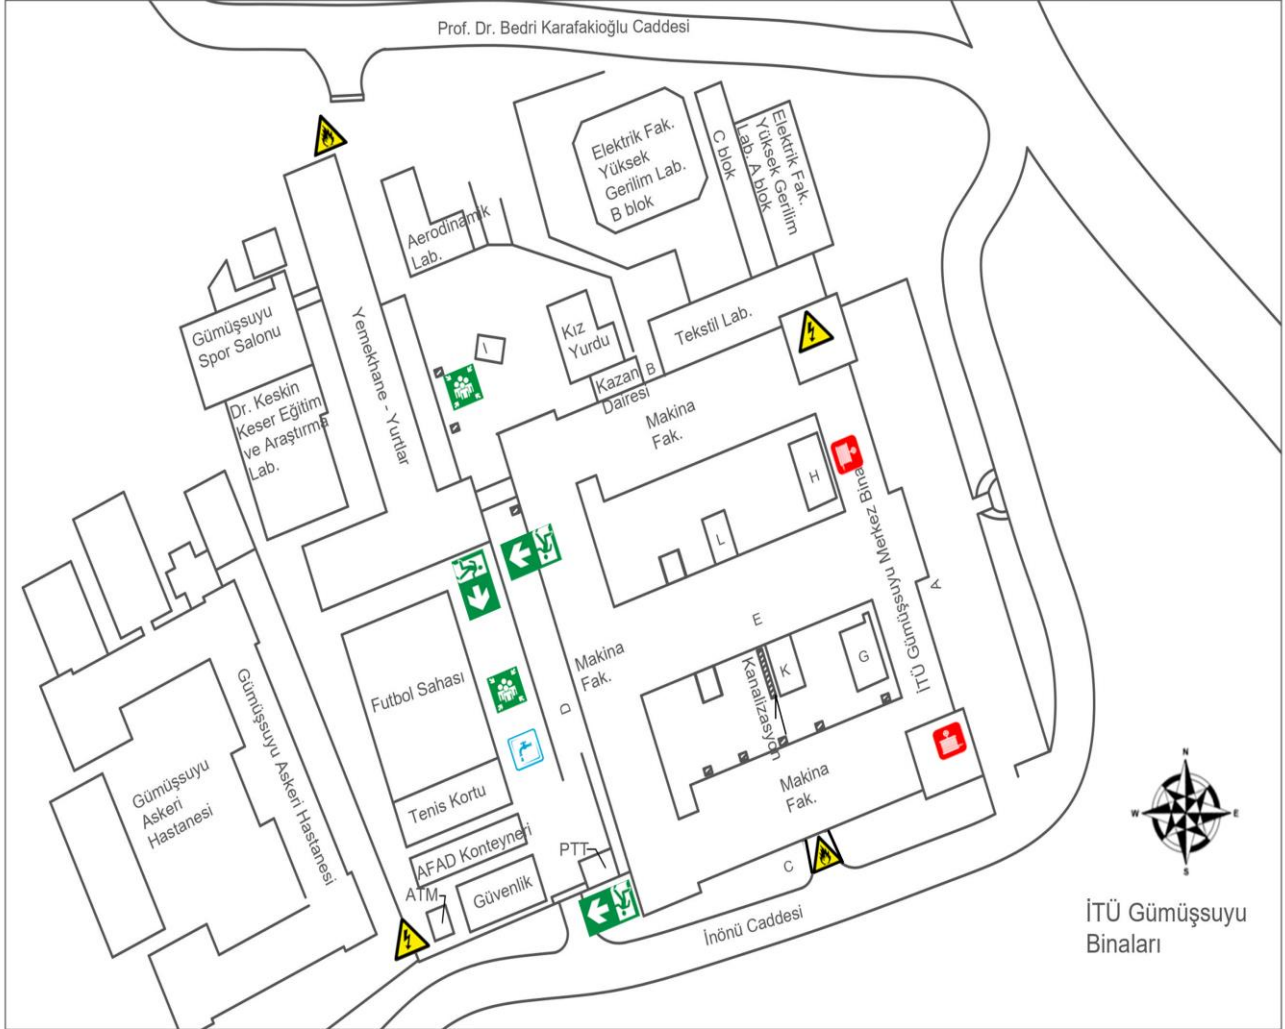 Prof. Dr. Bedri Karafakioğlu Caddesi
Elektrik Fak.
Yüksek
Gerilim Lab.
B blok
C blok
Elektrik Fak.
Yüksek Gerilim
Lab. A blok
Aerodinamik
Lab.
Gümüşsuyu
Spor Salonu
Yemekhane - Yurtlar
I
Kız
Yurdu
Tekstil Lab.
Kazan
Dairesi
B
Dr. Keskin
Keser Eğitim
ve Araştırma
Lab.
Makina
Fak.
H
L
İTÜ Gümüşsuyu Merkez Bina
A
E
Makina
Fak.
G
K
Kanalizasyon
D
Futbol Sahası
Gümüşsuyu Askeri Hastanesi
Gümüşsuyu
Askeri
Hastanesi
Tenis Kortu
Makina
Fak.
AFAD Konteyneri
PTT
C
ATM
Güvenlik
İnönü Caddesi
N
W
E
S
İTÜ Gümüşsuyu
Binaları